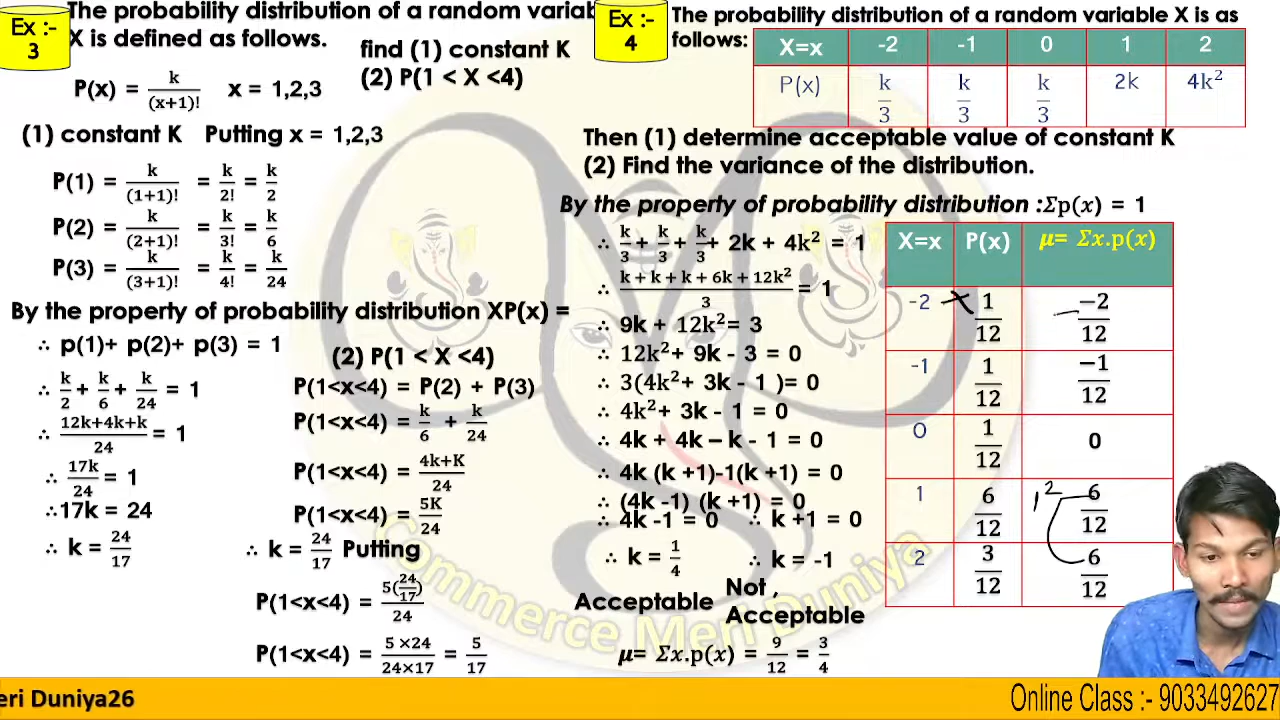 Ex :-
3
The probability distribution of a random variab
X is defined as follows.
find (1) constant K
(2) P(1 < X <4)
P(x) = k/(x+1)! x = 1,2,3
(1) constant K Putting x = 1,2,3
P(1) = k/(1+1)! = k/2! = k/2
P(2) = k/(2+1)! = k/3! = k/6
P(3) = k/(3+1)! = k/4! = k/24
By the property of probability distribution XP(x) =
∴ p(1)+ p(2)+ p(3) = 1
∴ k/2 + k/6 + k/24 = 1
∴ 12k+4k+k/24 = 1
∴ 17k/24 = 1
∴17k = 24
∴ k = 24/17
(2) P(1 < X <4)
P(1<x<4) = P(2) + P(3)
P(1<x<4) = k/6 + k/24
P(1<x<4) = 4k+K/24
P(1<x<4) = 5K/24
∴ k = 24/17 Putting
P(1<x<4) = 5(24/17)/24
P(1<x<4) = 5 ×24/24×17 = 5/17
Ex :-
4
The probability distribution of a random variable X is as
follows:
X=x -2 -1 0 1 2
P(x) k/3 k/3 k/3 2k 4k²
Then (1) determine acceptable value of constant K
(2) Find the variance of the distribution.
By the property of probability distribution :Σp(x) = 1
∴ k/3 + k/3 + k/3 + 2k + 4k² = 1
∴ k + k + k + 6k + 12k²/3 = 1
∴ 9k + 12k²= 3
∴ 12k²+ 9k - 3 = 0
∴ 3(4k²+ 3k - 1 )= 0
∴ 4k²+ 3k - 1 = 0
∴ 4k + 4k – k - 1 = 0
∴ 4k (k +1)-1(k +1) = 0
∴ (4k -1) (k +1) = 0
∴ 4k -1 = 0 ∴ k +1 = 0
∴ k = 1/4 ∴ k = -1
Acceptable Not , Acceptable
μ= Σx.p(x) = 9/12 = 3/4
X=x P(x) μ= Σx.p(x)
-2 1/12 −2/12
-1 1/12 −1/12
0 1/12 0
1 6/12 1² 6/12
2 3/12 6/12
Commerce Meri Duniya
eri Duniya26
Online Class :- 9033492627